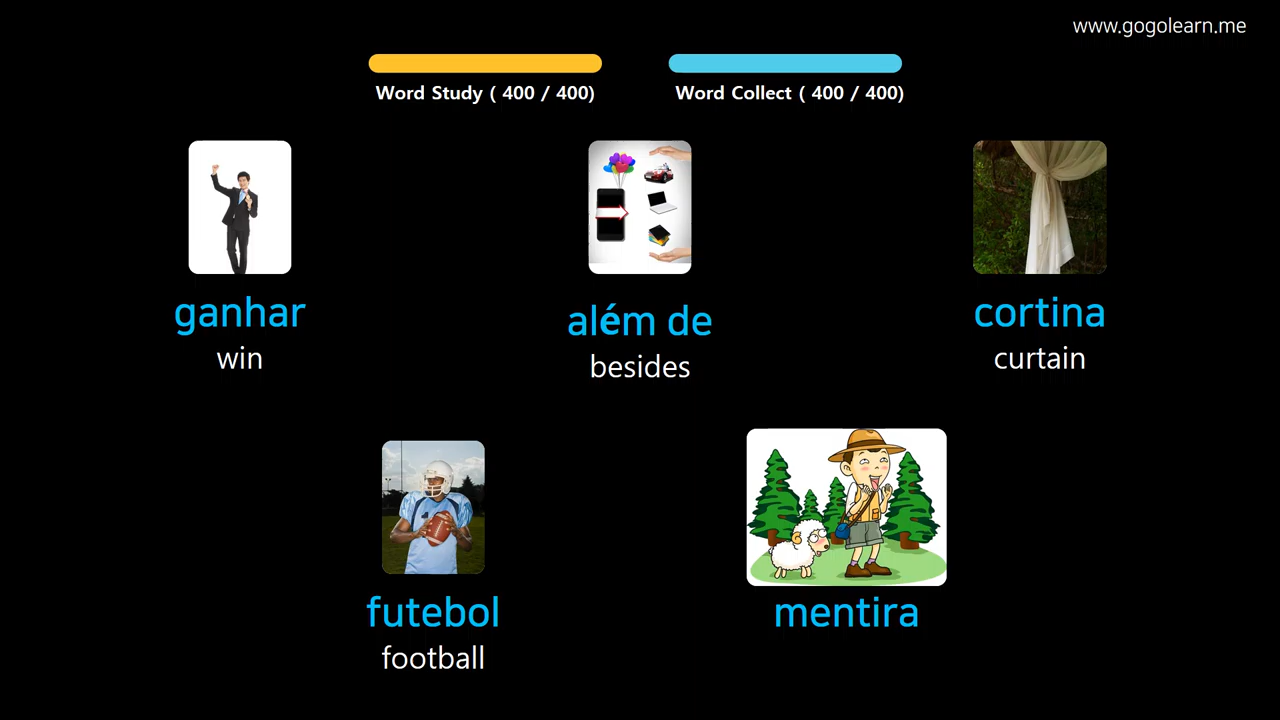 www.gogolearn.me
Word Study ( 400 / 400)
Word Collect ( 400 / 400)
ganhar
win
além de
besides
cortina
curtain
futebol
football
mentira